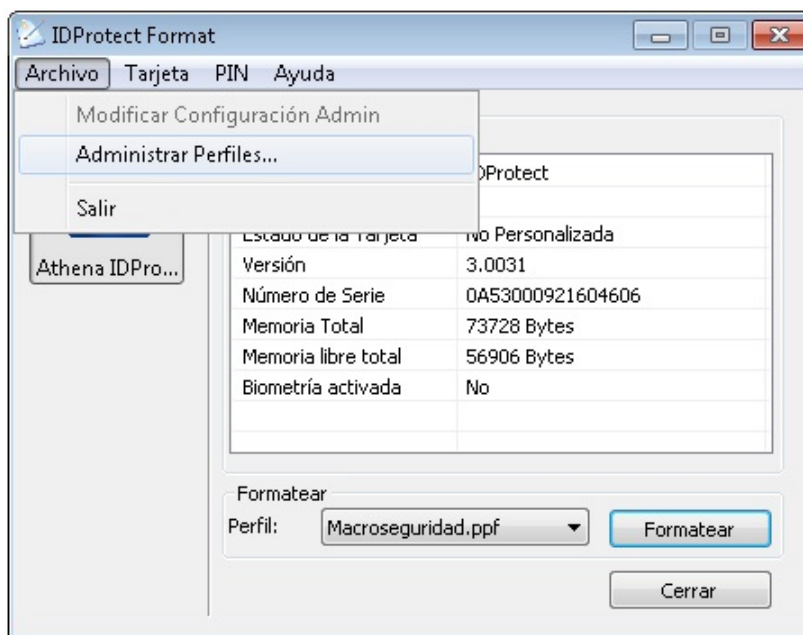 IDProtect Format
Archivo Tarjeta PIN Ayuda
Modificar Configuración Admin
Administrar Perfiles...
Salir
Athena IDPro...
Estado de la Tarjeta No Personalizada
Versión 3.0031
Número de Serie 0A53000921604606
Memoria Total 73728 Bytes
Memoria libre total 56906 Bytes
Biometría activada No
Formatear
Perfil: Macroseguridad.ppf Formatear
Cerrar